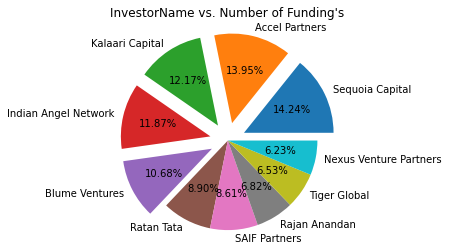 InvestorName vs. Number of Funding's
Accel Partners
Kalaari Capital
13.95%
12.17%
Sequoia Capital
14.24%
Indian Angel Network
11.87%
6.23%
Nexus Venture Partners
10.68%
6.53%
Blume Ventures
8.90%
8.61%
6.82%
Tiger Global
Ratan Tata
Rajan Anandan
SAIF Partners